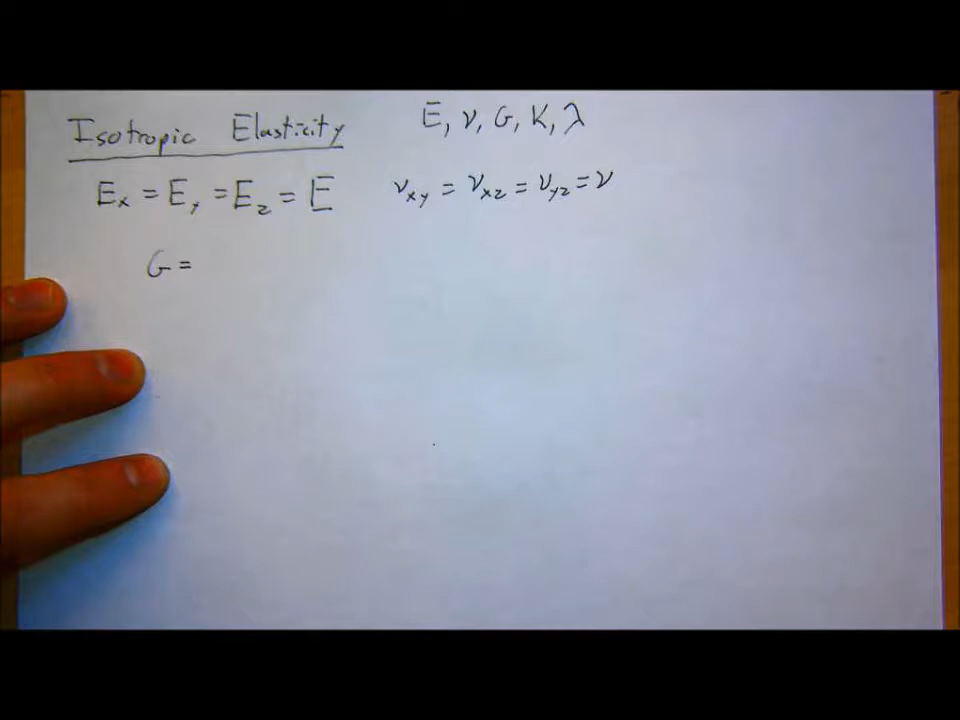 Isotropic Elasticity
E, ν, G, K, λ
Ex = Ey = Ez = E
νxy = νxz = νyz = ν
G =